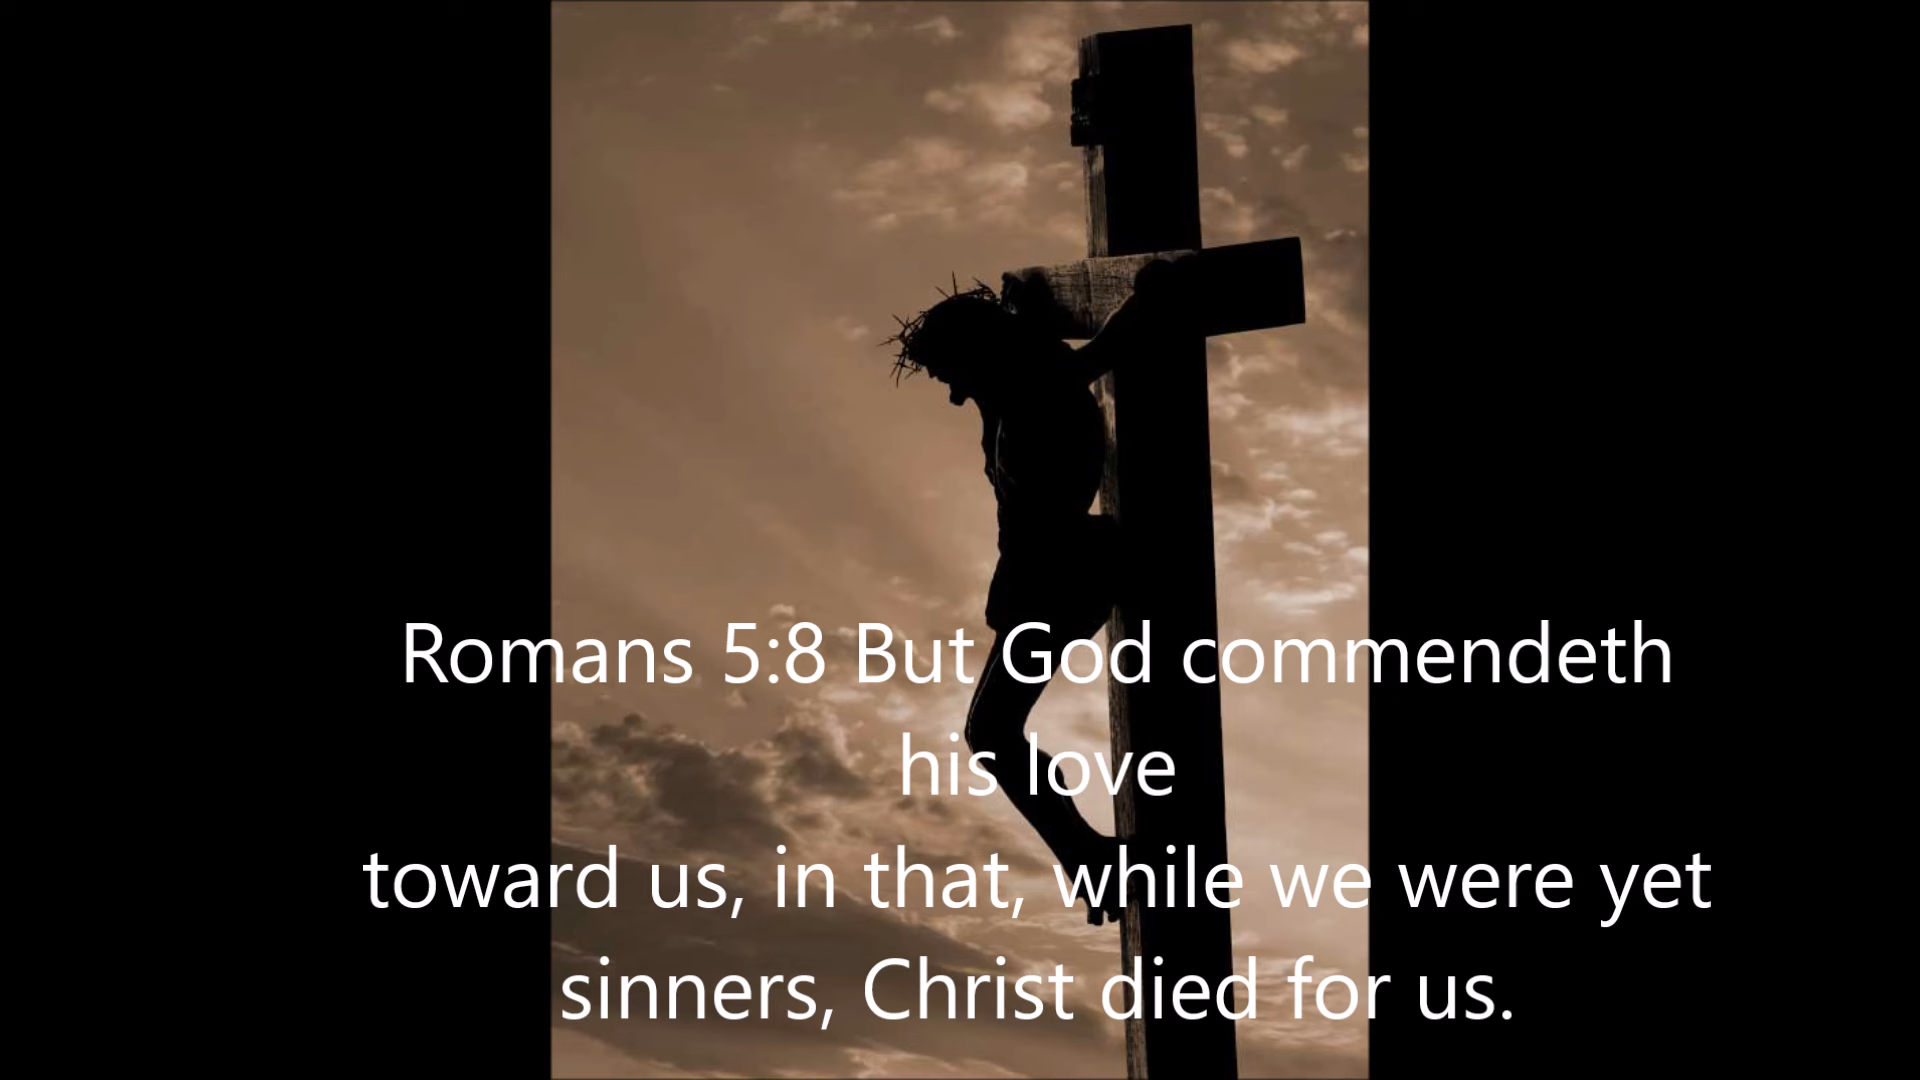 Romans 5:8 But God commendeth
his love
toward us, in that, while we were yet
sinners, Christ died for us.